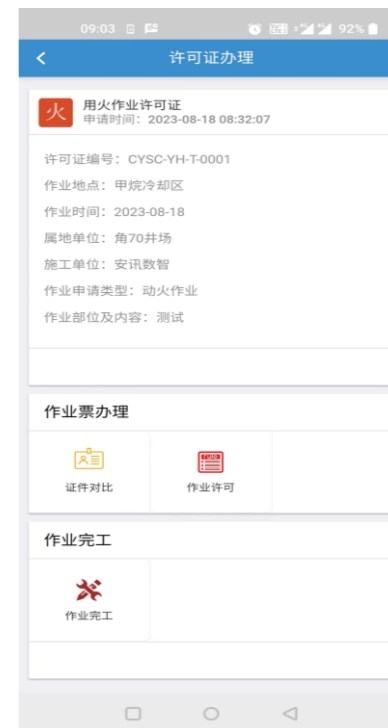 09:03 92%
许可证办理
火 用火作业许可证
申请时间：2023-08-18 08:32:07
许可证编号：CYSC-YH-T-0001
作业地点：甲烷冷却区
作业时间：2023-08-18
属地单位：角70井场
施工单位：安讯数智
作业申请类型：动火作业
作业部位及内容：测试
作业票办理
证件对比 作业许可
作业完工
作业完工